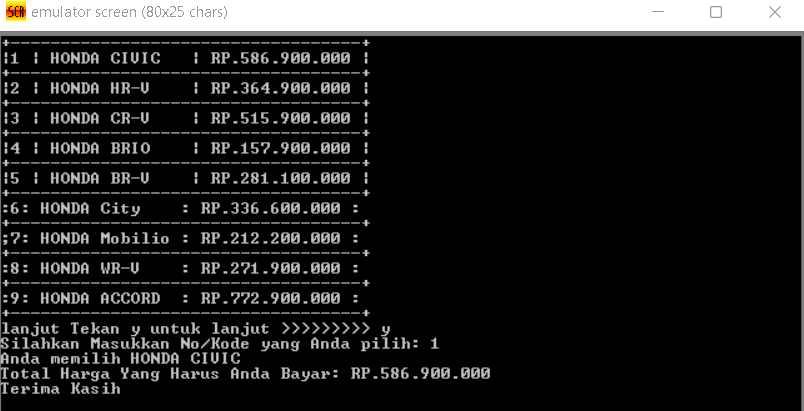 SCR emulator screen (80x25 chars)
+-----------------------------------+
¦1 ¦ HONDA CIVIC   ¦ RP.586.900.000 ¦
+-----------------------------------+
¦2 ¦ HONDA HR-V    ¦ RP.364.900.000 ¦
+-----------------------------------+
¦3 ¦ HONDA CR-V    ¦ RP.515.900.000 ¦
+-----------------------------------+
¦4 ¦ HONDA BRIO    ¦ RP.157.900.000 ¦
+-----------------------------------+
¦5 ¦ HONDA BR-V    ¦ RP.281.100.000 ¦
+-----------------------------------+
:6: HONDA City    : RP.336.600.000 :
+-----------------------------------+
;7: HONDA Mobilio : RP.212.200.000 :
+-----------------------------------+
:8: HONDA WR-V    : RP.271.900.000 :
+-----------------------------------+
:9: HONDA ACCORD  : RP.772.900.000 :
+-----------------------------------+
lanjut Tekan y untuk lanjut >>>>>>>>> y
Silahkan Masukkan No/Kode yang Anda pilih: 1
Anda memilih HONDA CIVIC
Total Harga Yang Harus Anda Bayar: RP.586.900.000
Terima Kasih